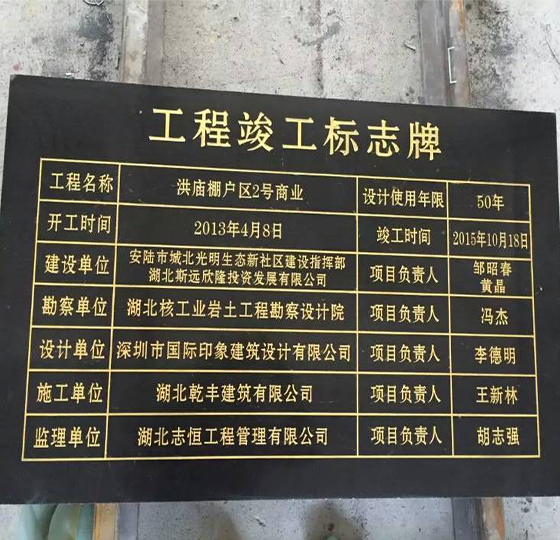 工程竣工标志牌
工程名称 洪庙棚户区2号商业 设计使用年限 50年
开工时间 2013年4月8日 竣工时间 2015年10月18日
建设单位 安陆市城北光明生态新社区建设指挥部 项目负责人 邹昭春
湖北斯远欣隆投资发展有限公司 黄晶
勘察单位 湖北核工业岩土工程勘察设计院 项目负责人 冯杰
设计单位 深圳市国际印象建筑设计有限公司 项目负责人 李德明
施工单位 湖北乾丰建筑有限公司 项目负责人 王新林
监理单位 湖北志恒工程管理有限公司 项目负责人 胡志强